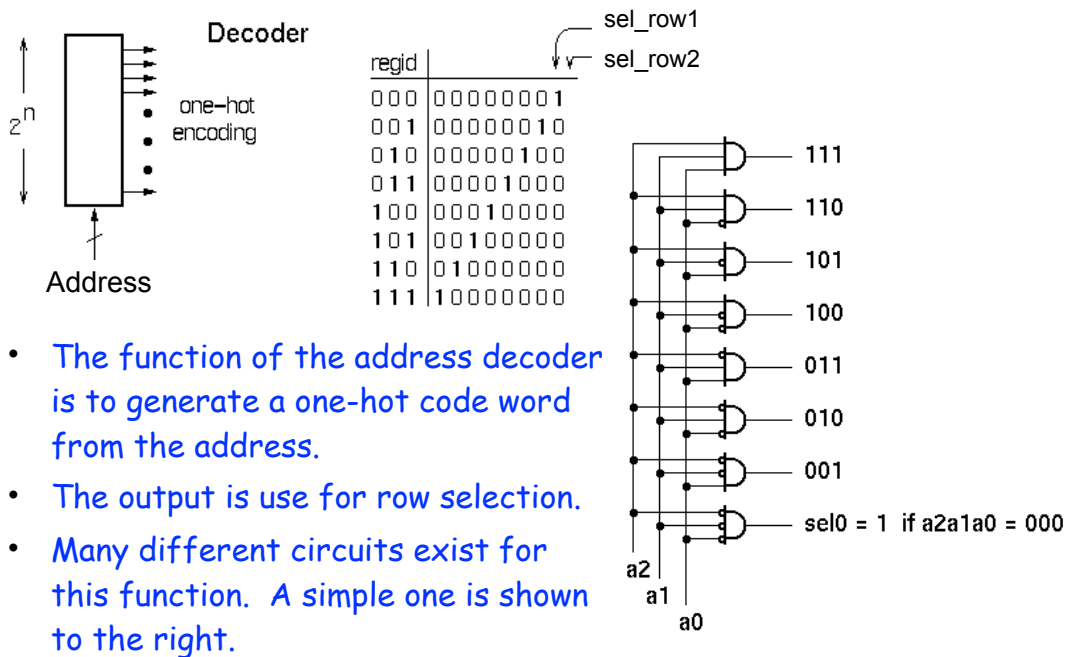 Decoder
2n
one-hot
encoding
Address
sel_row1
sel_row2
regid
000 00000001
001 00000010
010 00000100
011 00001000
100 00010000
101 00100000
110 01000000
111 10000000
• The function of the address decoder
is to generate a one-hot code word
from the address.
• The output is use for row selection.
• Many different circuits exist for
this function. A simple one is shown
to the right.
111
110
101
100
011
010
001
sel0 = 1 if a2a1a0 = 000
a2
a1
a0